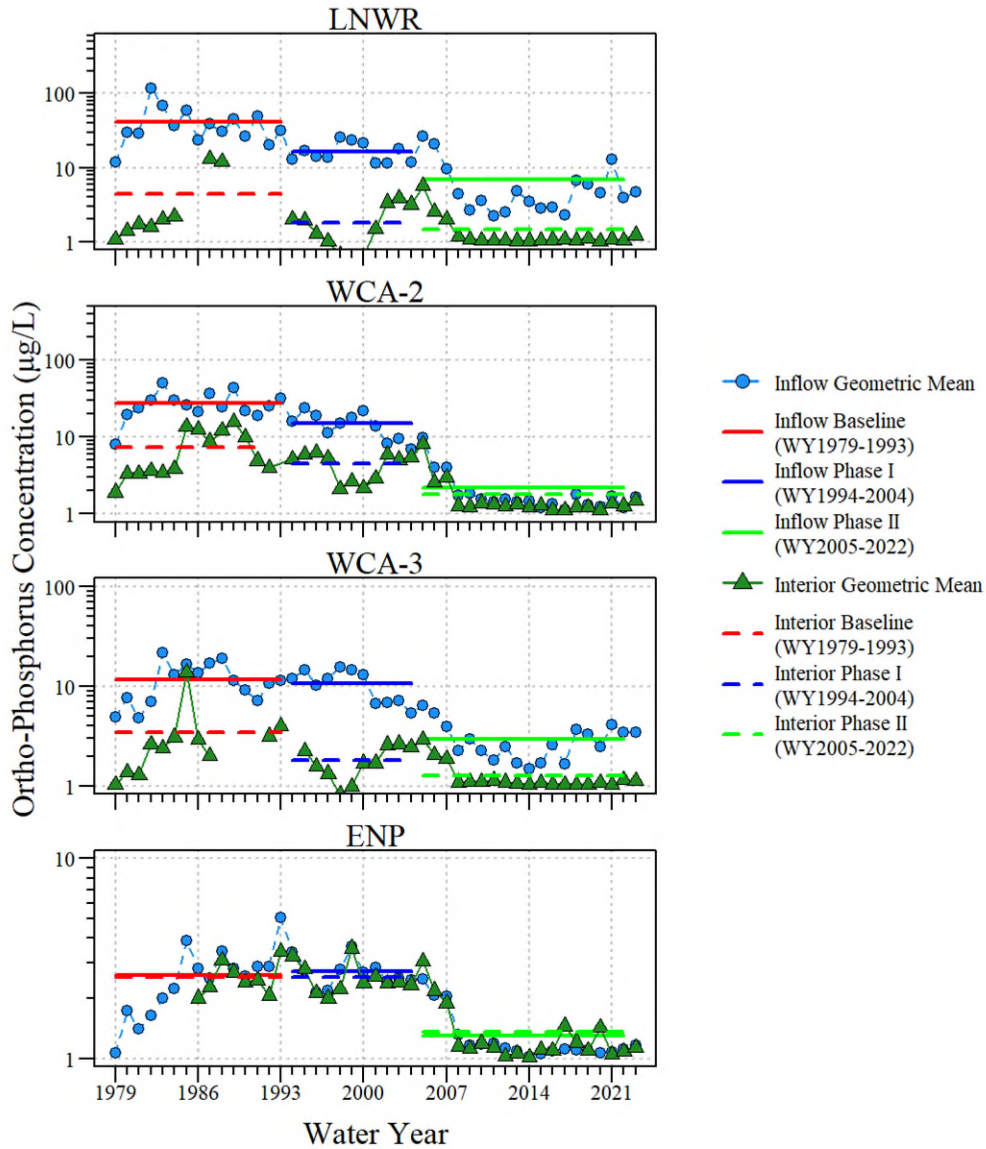 LNWR
100
10
1
WCA-2
100
10
1
WCA-3
100
10
1
ENP
10
1
1979 1986 1993 2000 2007 2014 2021
Water Year
Ortho-Phosphorus Concentration (µg/L)
Inflow Geometric Mean
Inflow Baseline
(WY1979-1993)
Inflow Phase I
(WY1994-2004)
Inflow Phase II
(WY2005-2022)
Interior Geometric Mean
Interior Baseline
(WY1979-1993)
Interior Phase I
(WY1994-2004)
Interior Phase II
(WY2005-2022)